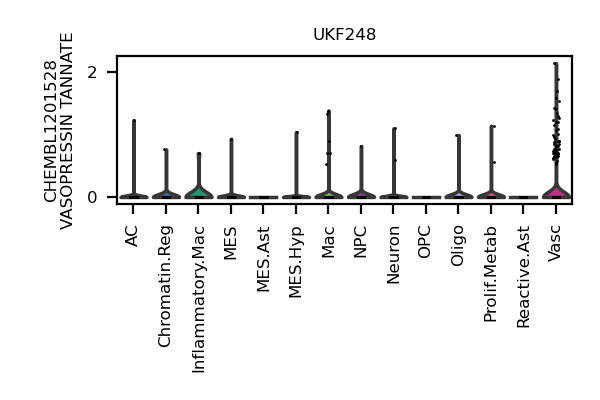 UKF248
CHEMBL1201528
VASOPRESSIN TANNATE
2
0
AC
Chromatin.Reg
Inflammatory.Mac
MES
MES.Ast
MES.Hyp
Mac
NPC
Neuron
OPC
Oligo
Prolif.Metab
Reactive.Ast
Vasc